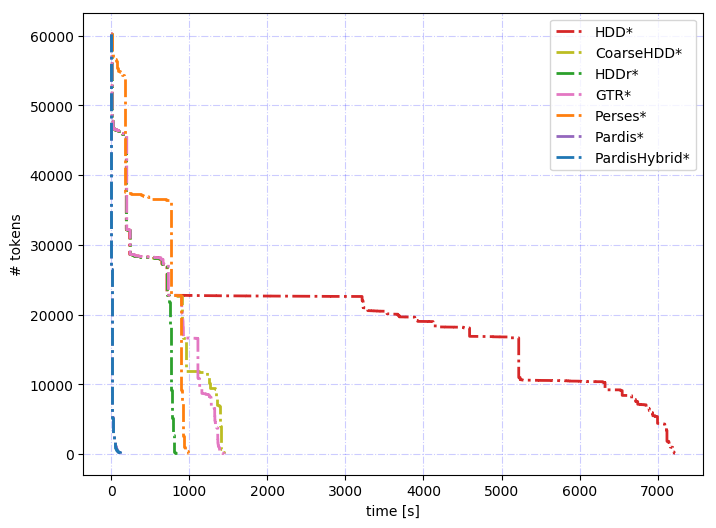 HDD*
CoarseHDD*
HDDr*
GTR*
Perses*
Pardis*
PardisHybrid*
60000
50000
40000
30000
20000
10000
0
# tokens
0 1000 2000 3000 4000 5000 6000 7000
time [s]